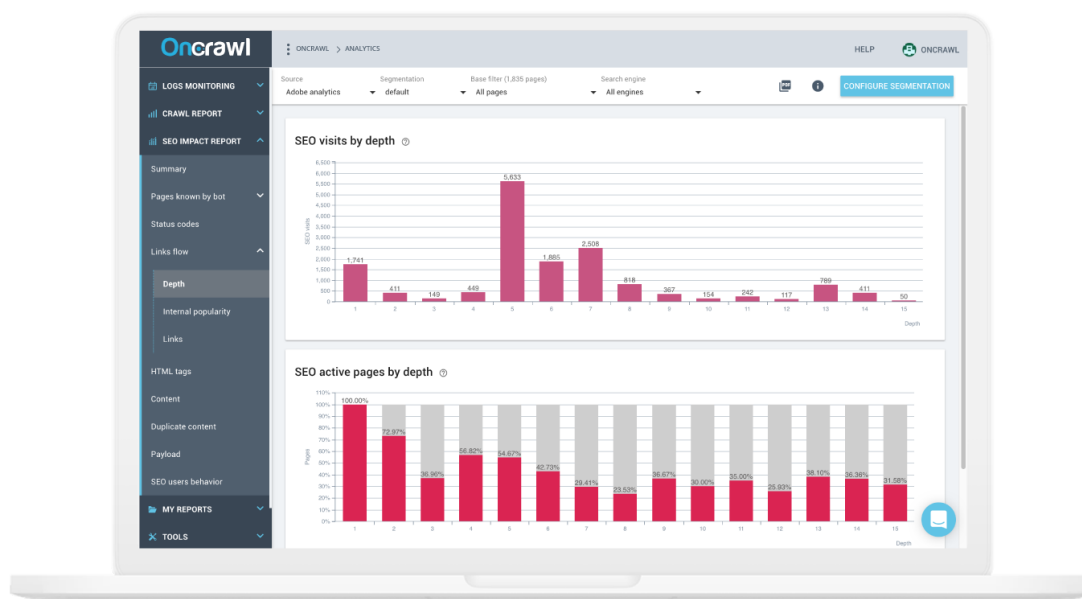 Oncrawl
ONCRAWL > ANALYTICS
HELP
ONCRAWL
LOGS MONITORING
CRAWL REPORT
SEO IMPACT REPORT
Summary
Pages known by bot
Status codes
Links flow
Depth
Internal popularity
Links
HTML tags
Content
Duplicate content
Payload
SEO users behavior
MY REPORTS
TOOLS
Source
Adobe analytics
Segmentation
default
Base filter (1,835 pages)
All pages
Search engine
All engines
PDF
CONFIGURE SEGMENTATION
SEO visits by depth
SEO visits
6,500
6,000
5,500
5,000
4,500
4,000
3,500
3,000
2,500
2,000
1,500
1,000
500
0
1,741 411 149 449 5,633 1,886 2,508 818 367 154 242 117 789 411 50
1 2 3 4 5 6 7 8 9 10 11 12 13 14 15
Depth
SEO active pages by depth
Pages
110%
100%
90%
80%
70%
60%
50%
40%
30%
20%
10%
0%
100.00% 72.97% 36.96% 56.82% 54.67% 42.73% 29.41% 23.53% 36.67% 30.00% 35.00% 25.93% 38.10% 36.36% 31.58%
1 2 3 4 5 6 7 8 9 10 11 12 13 14 15
Depth